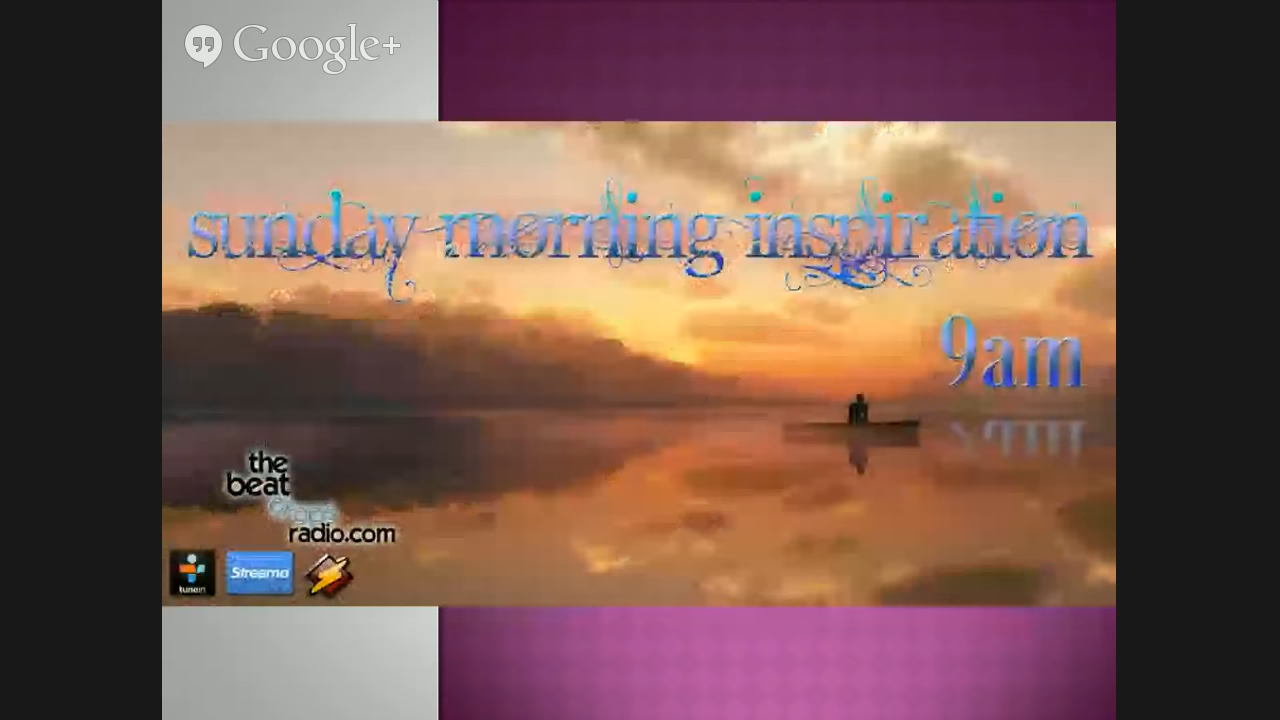 Google+
sunday morning inspiration
9am
the
beat
radio.com
tunein
Streema